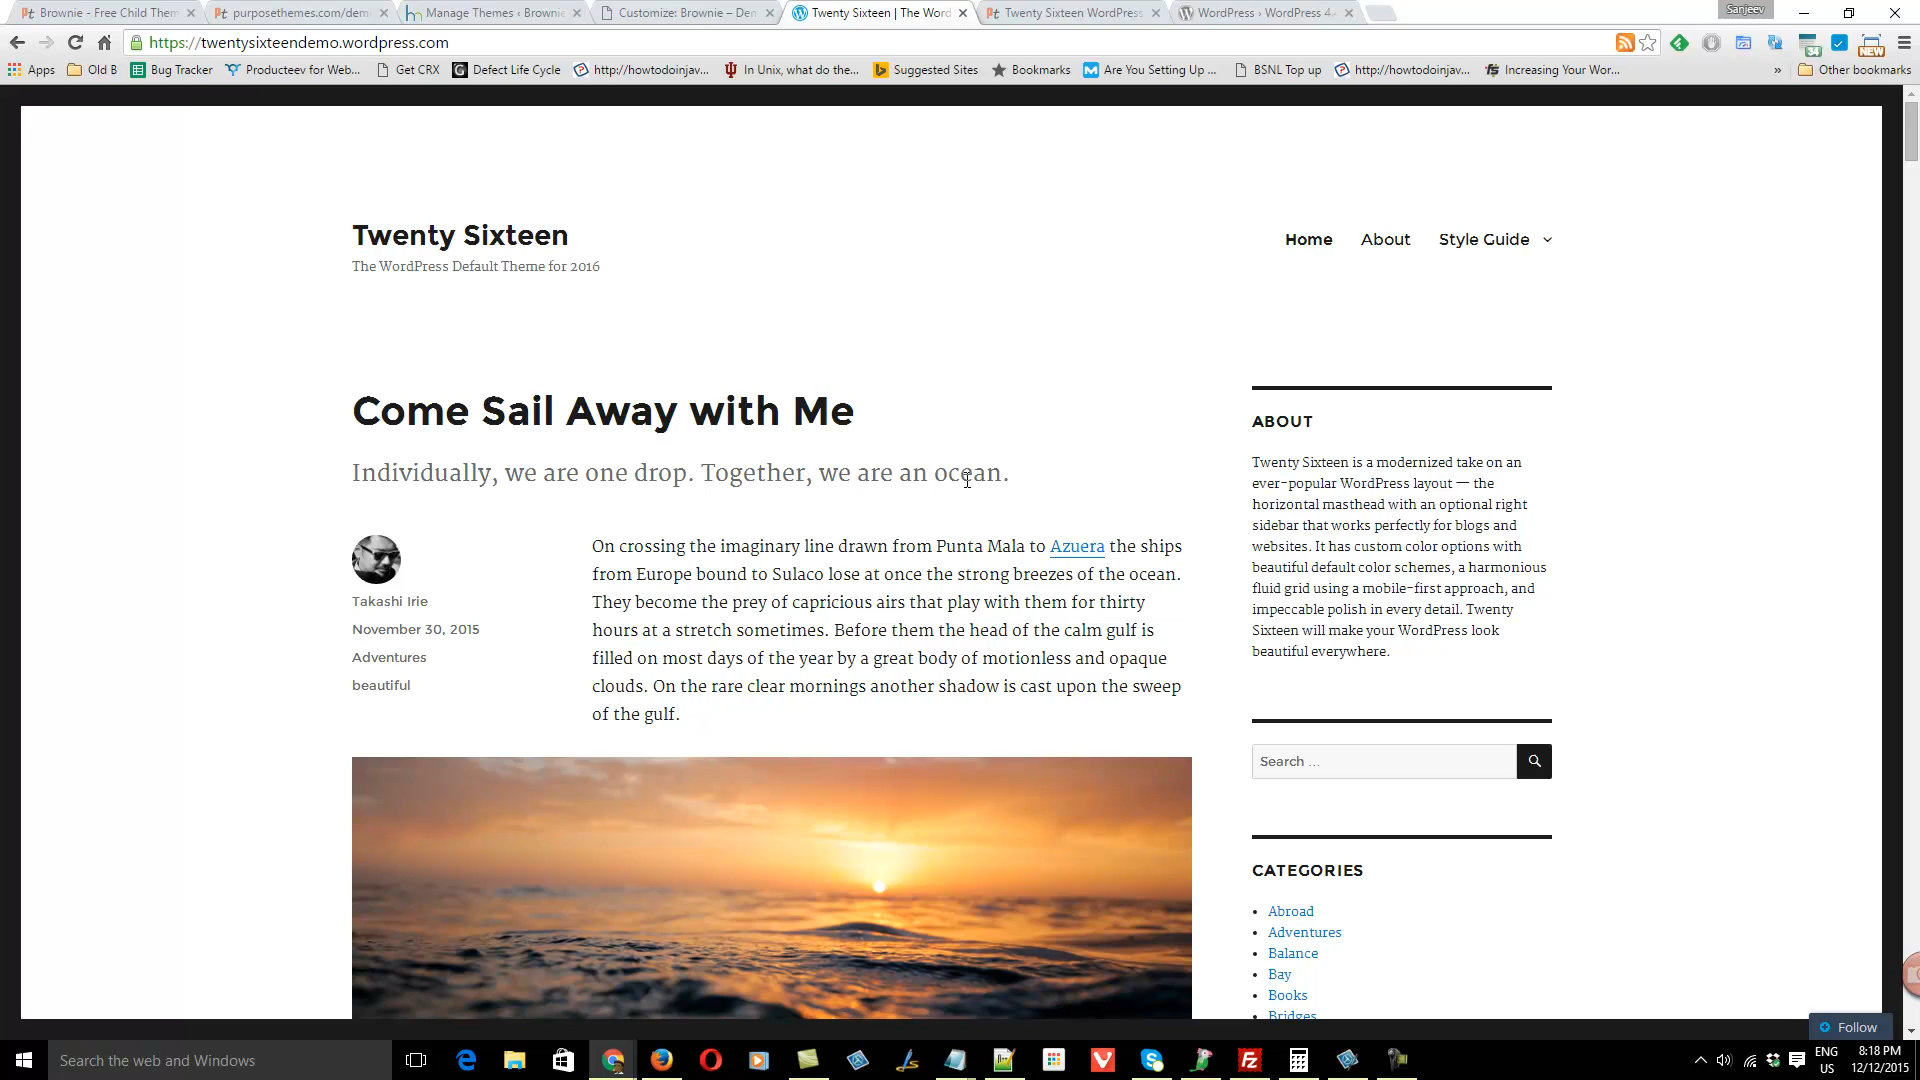 Brownie - Free Child Them
purposethemes.com/dem
Manage Themes ‹ Brownie
Customize: Brownie – Dem
Twenty Sixteen | The Word
Twenty Sixteen WordPress
WordPress › WordPress 4.
Sanjeev
https://twentysixteendemo.wordpress.com
34
NEW
Apps
Old B
Bug Tracker
Producteev for Web...
Get CRX
Defect Life Cycle
http://howtodoinjav...
In Unix, what do the...
Suggested Sites
Bookmarks
Are You Setting Up ...
BSNL Top up
http://howtodoinjav...
Increasing Your Wor...
»
Other bookmarks
Twenty Sixteen
The WordPress Default Theme for 2016
Home
About
Style Guide
Come Sail Away with Me
Individually, we are one drop. Together, we are an ocean.
Takashi Irie
November 30, 2015
Adventures
beautiful
On crossing the imaginary line drawn from Punta Mala to Azuera the ships
from Europe bound to Sulaco lose at once the strong breezes of the ocean.
They become the prey of capricious airs that play with them for thirty
hours at a stretch sometimes. Before them the head of the calm gulf is
filled on most days of the year by a great body of motionless and opaque
clouds. On the rare clear mornings another shadow is cast upon the sweep
of the gulf.
ABOUT
Twenty Sixteen is a modernized take on an
ever-popular WordPress layout — the
horizontal masthead with an optional right
sidebar that works perfectly for blogs and
websites. It has custom color options with
beautiful default color schemes, a harmonious
fluid grid using a mobile-first approach, and
impeccable polish in every detail. Twenty
Sixteen will make your WordPress look
beautiful everywhere.
Search ...
CATEGORIES
Abroad
Adventures
Balance
Bay
Books
Bridges
Follow
Search the web and Windows
ENG
US
8:18 PM
12/12/2015